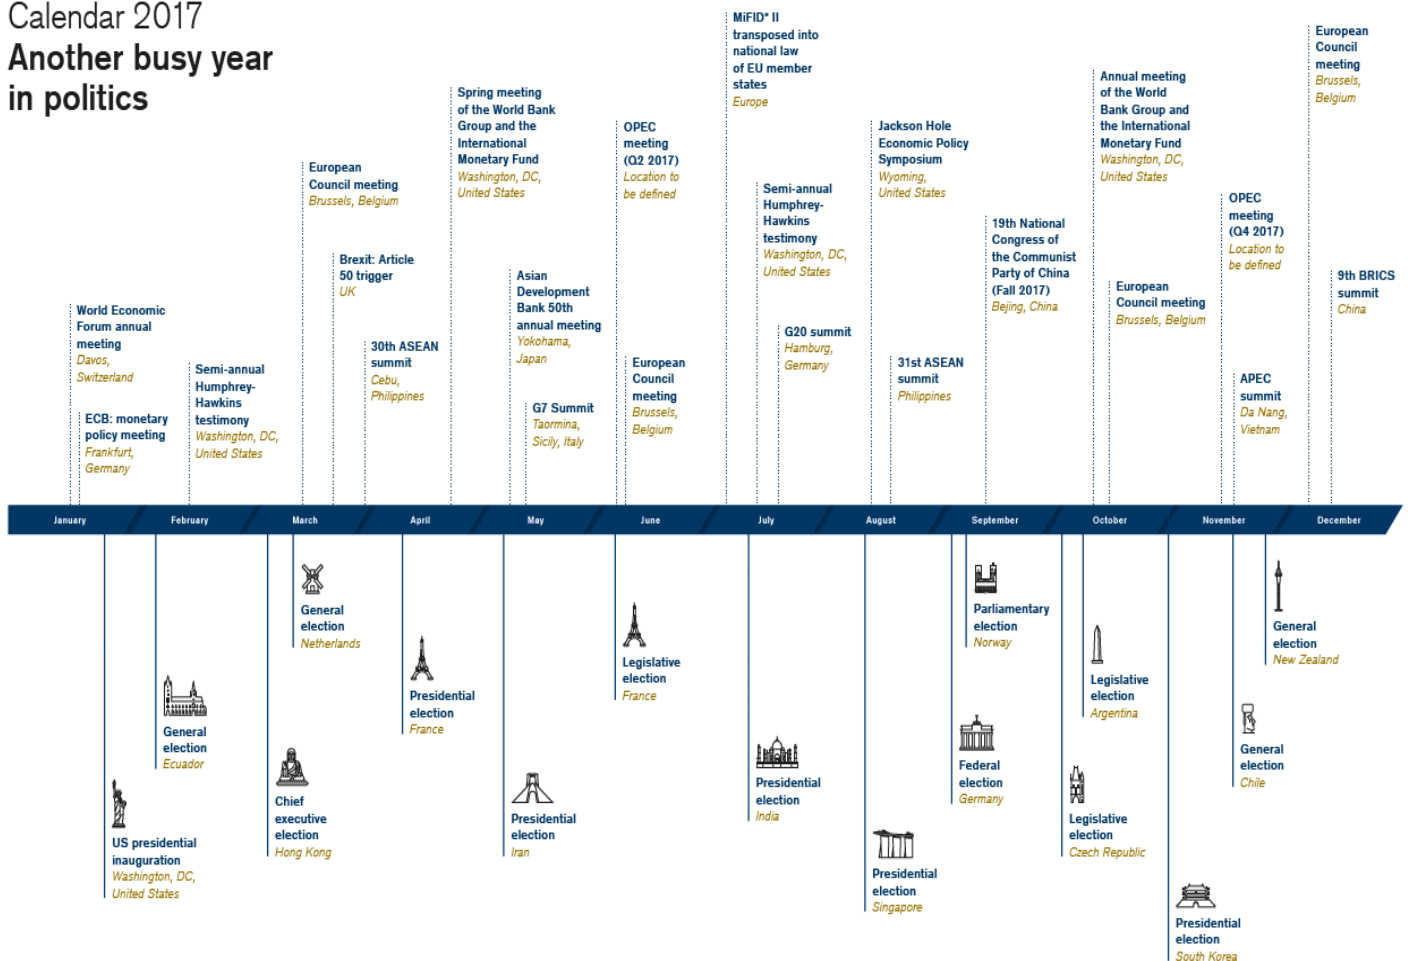 Calendar 2017
Another busy year
in politics
World Economic
Forum annual
meeting
Davos,
Switzerland
ECB: monetary
policy meeting
Frankfurt,
Germany
Semi-annual
Humphrey-
Hawkins
testimony
Washington, DC,
United States
European
Council meeting
Brussels, Belgium
Brexit: Article
50 trigger
UK
30th ASEAN
summit
Cebu,
Philippines
Spring meeting
of the World Bank
Group and the
International
Monetary Fund
Washington, DC,
United States
Asian
Development
Bank 50th
annual meeting
Yokohama,
Japan
G7 Summit
Taormina,
Sicily, Italy
OPEC
meeting
(Q2 2017)
Location to
be defined
European
Council
meeting
Brussels,
Belgium
MiFID* II
transposed into
national law
of EU member
states
Europe
Semi-annual
Humphrey-
Hawkins
testimony
Washington, DC,
United States
G20 summit
Hamburg,
Germany
Jackson Hole
Economic Policy
Symposium
Wyoming,
United States
31st ASEAN
summit
Philippines
19th National
Congress of
the Communist
Party of China
(Fall 2017)
Bejing, China
Annual meeting
of the World
Bank Group and
the International
Monetary Fund
Washington, DC,
United States
European
Council meeting
Brussels, Belgium
OPEC
meeting
(Q4 2017)
Location to
be defined
APEC
summit
Da Nang,
Vietnam
European
Council
meeting
Brussels,
Belgium
9th BRICS
summit
China
January
February
March
April
May
June
July
August
September
October
November
December
US presidential
inauguration
Washington, DC,
United States
General
election
Ecuador
Chief
executive
election
Hong Kong
General
election
Netherlands
Presidential
election
France
Presidential
election
Iran
Legislative
election
France
Presidential
election
India
Presidential
election
Singapore
Federal
election
Germany
Parliamentary
election
Norway
Legislative
election
Czech Republic
Legislative
election
Argentina
Presidential
election
South Korea
General
election
Chile
General
election
New Zealand